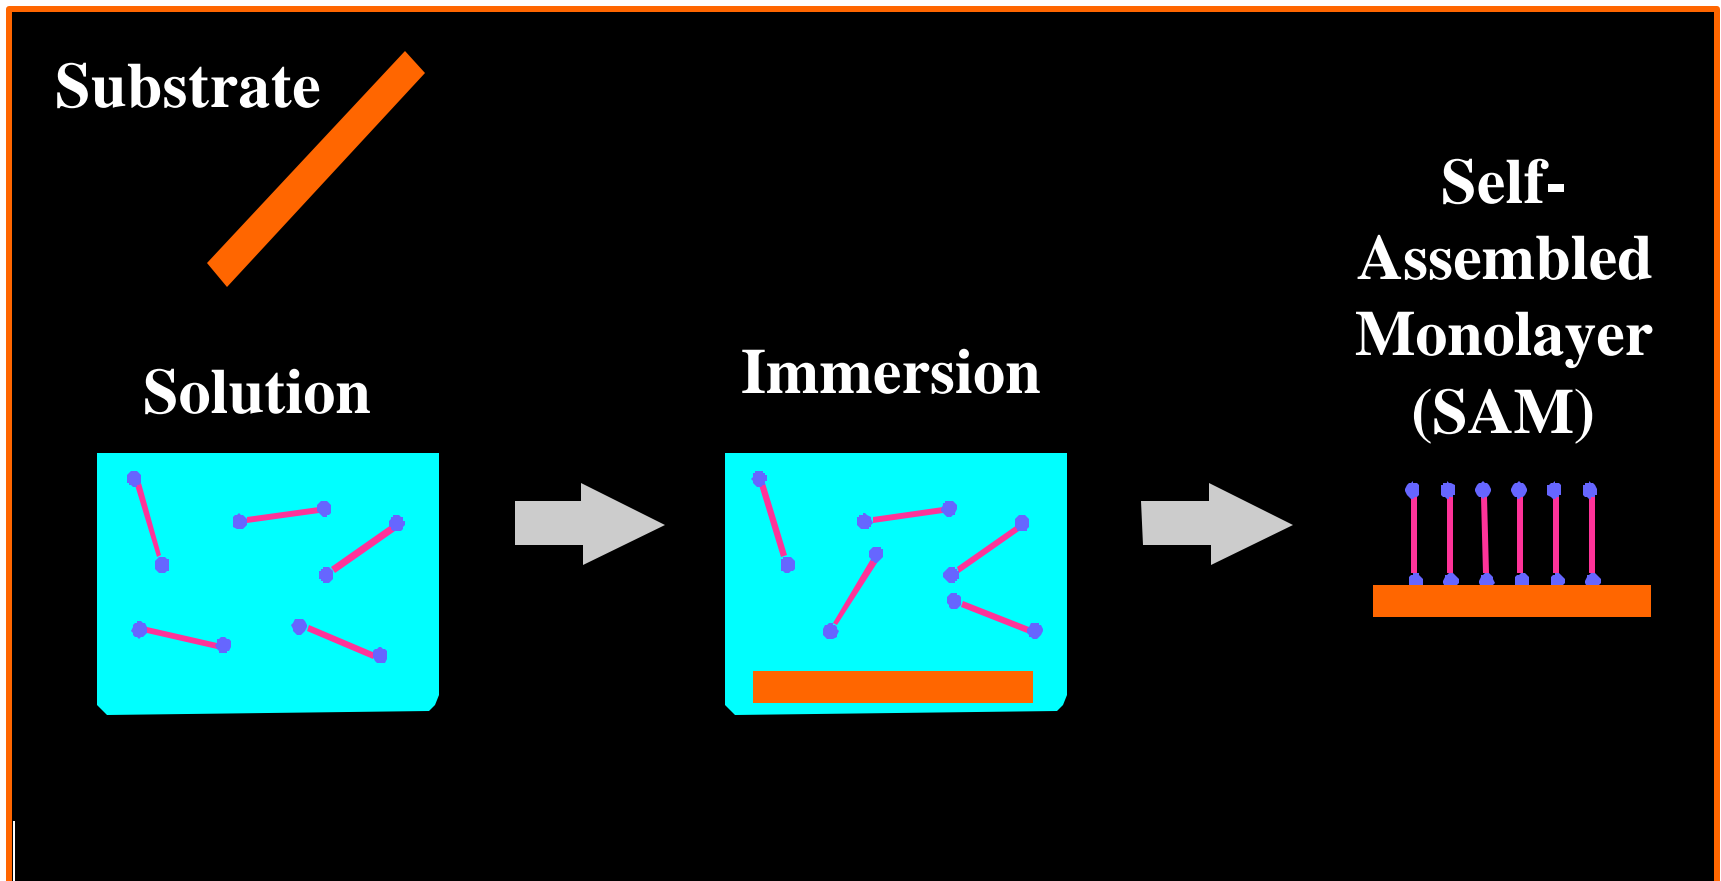 Substrate
Solution
Immersion
Self-
Assembled
Monolayer
(SAM)